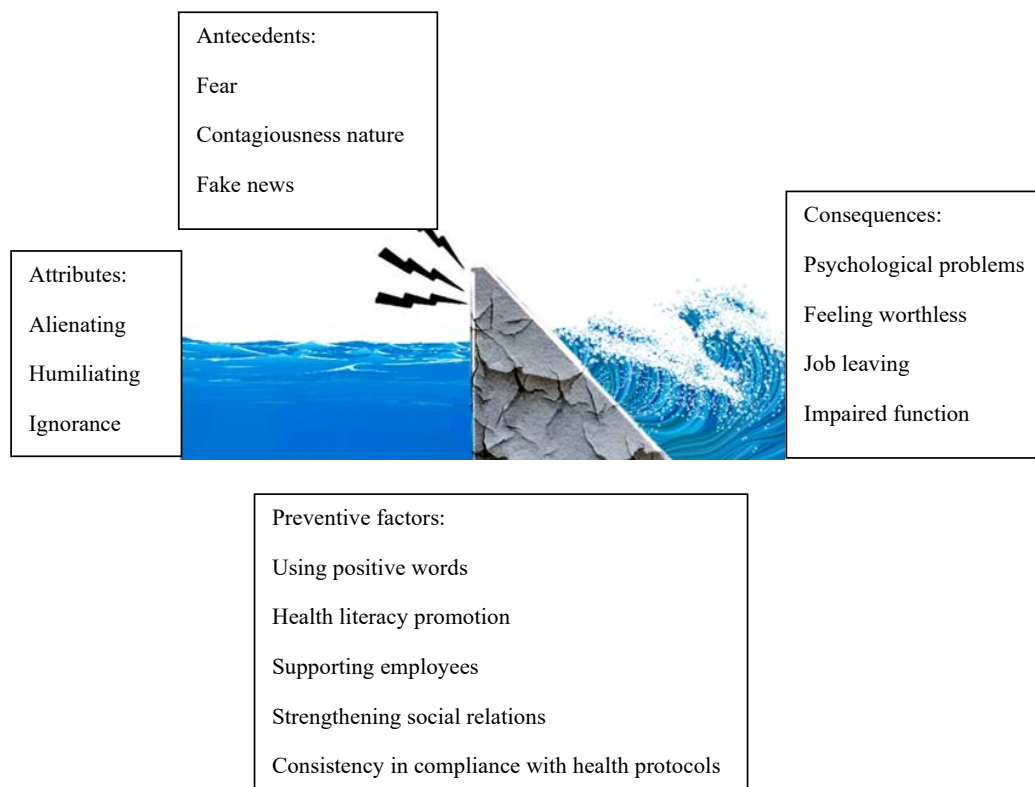 Antecedents:
Fear
Contagiousness nature
Fake news
Attributes:
Alienating
Humiliating
Ignorance
Consequences:
Psychological problems
Feeling worthless
Job leaving
Impaired function
Preventive factors:
Using positive words
Health literacy promotion
Supporting employees
Strengthening social relations
Consistency in compliance with health protocols